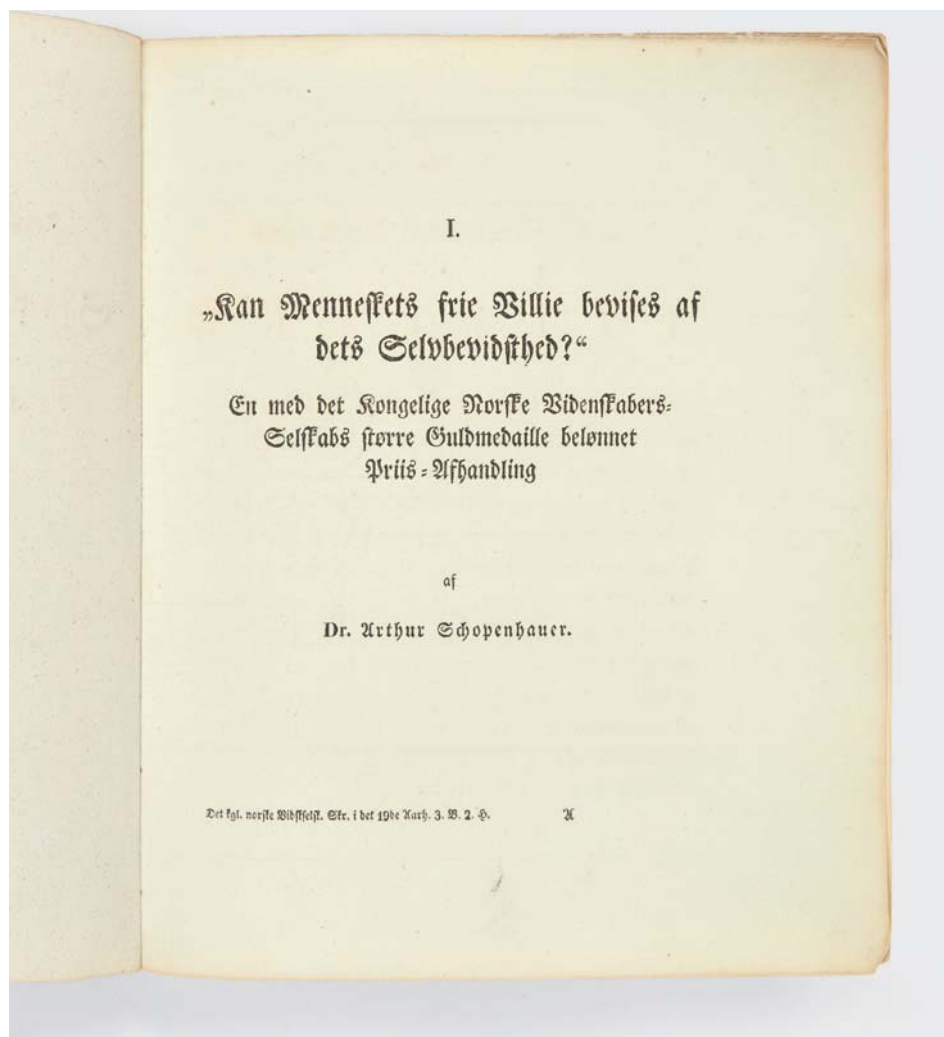 I.
„Kan Menneskets frie Villie bevises af
dets Selvbevidsthed?“
En med det Kongelige Norske Videnskabers-
Selskabs større Guldmedaille belønnet
Priis-Afhandling
af
Dr. Arthur Schopenhauer.
Det kgl. norske Vidskselsk. Skr. i det 19de Aarh. 3. B. 2. H. A